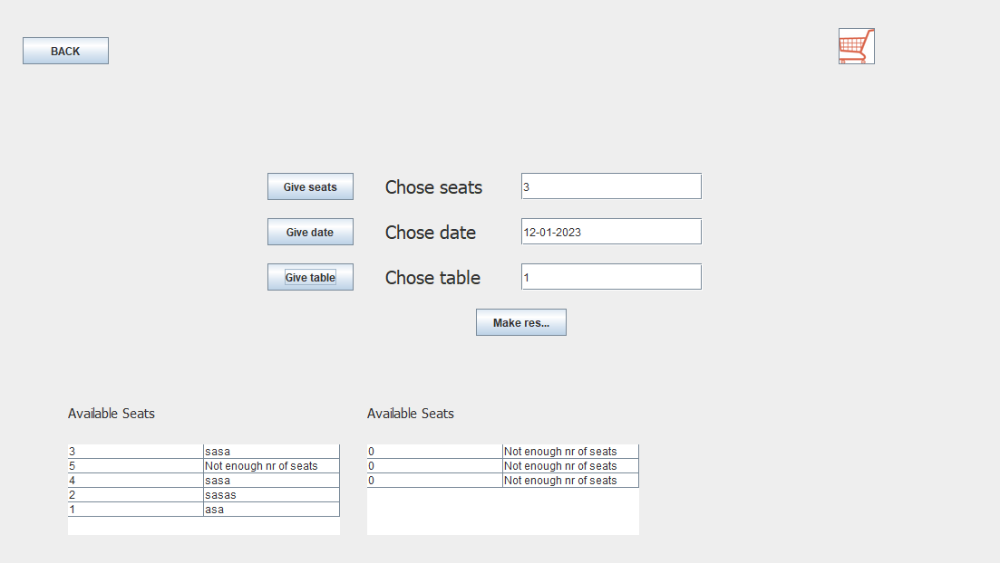 BACK
Give seats Chose seats 3
Give date Chose date 12-01-2023
Give table Chose table 1
Make res...
Available Seats Available Seats
3 sasa 0 Not enough nr of seats
5 Not enough nr of seats 0 Not enough nr of seats
4 sasa 0 Not enough nr of seats
2 sasas
1 asa